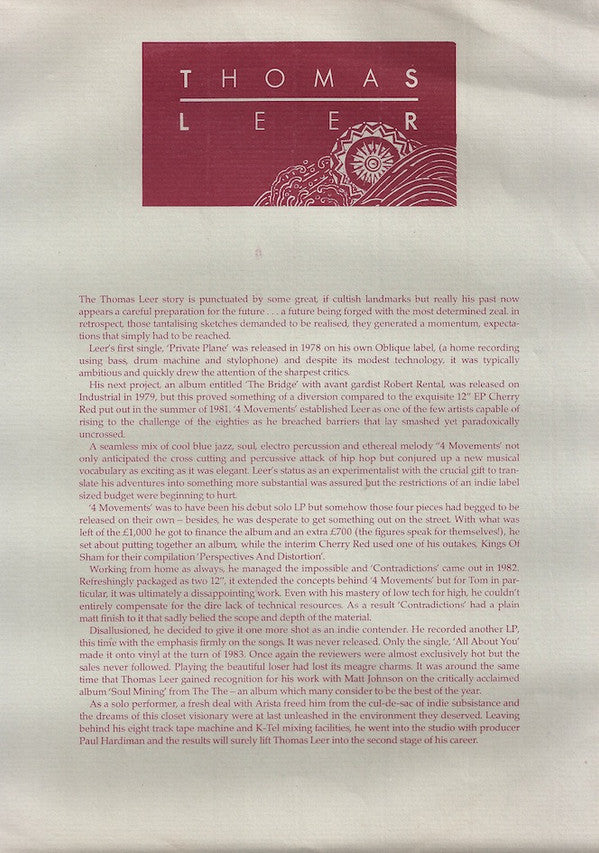 THOMAS
LEER
The Thomas Leer story is punctuated by some great, if cultish landmarks but really his past now
appears a careful preparation for the future . . . a future being forged with the most determined zeal. in
retrospect, those tantalising sketches demanded to be realised, they generated a momentum, expecta-
tions that simply had to be reached.
Leer's first single, 'Private Plane' was released in 1978 on his own Oblique label, (a home recording
using bass, drum machine and stylophone) and despite its modest technology, it was typically
ambitious and quickly drew the attention of the sharpest critics.
His next project, an album entitled 'The Bridge' with avant gardist Robert Rental, was released on
Industrial in 1979, but this proved something of a diversion compared to the exquisite 12" EP Cherry
Red put out in the summer of 1981. '4 Movements' established Leer as one of the few artists capable of
rising to the challenge of the eighties as he breached barriers that lay smashed yet paradoxically
uncrossed.
A seamless mix of cool blue jazz, soul, electro percussion and ethereal melody "4 Movements' not
only anticipated the cross cutting and percussive attack of hip hop but conjured up a new musical
vocabulary as exciting as it was elegant. Leer's status as an experimentalist with the crucial gift to tran-
slate his adventures into something more substantial was assured but the restrictions of an indie label
sized budget were beginning to hurt.
'4 Movements' was to have been his debut solo LP but somehow those four pieces had begged to be
released on their own – besides, he was desperate to get something out on the street. With what was
left of the £1,000 he got to finance the album and an extra £700 (the figures speak for themselves!), he
set about putting together an album, while the interim Cherry Red used one of his outakes, Kings Of
Sham for their compilation 'Perspectives And Distortion'.
Working from home as always, he managed the impossible and 'Contradictions' came out in 1982.
Refreshingly packaged as two 12", it extended the concepts behind '4 Movements' but for Tom in par-
ticular, it was ultimately a dissappointing work. Even with his mastery of low tech for high, he couldn't
entirely compensate for the dire lack of technical resources. As a result 'Contradictions' had a plain
matt finish to it that sadly belied the scope and depth of the material.
Disallusioned, he decided to give it one more shot as an indie contender. He recorded another LP,
this time with the emphasis firmly on the songs. It was never released. Only the single, 'All About You'
made it onto vinyl at the turn of 1983. Once again the reviewers were almost exclusively hot but the
sales never followed. Playing the beautiful loser had lost its meagre charms. It was around the same
time that Thomas Leer gained recognition for his work with Matt Johnson on the critically acclaimed
album 'Soul Mining' from The The – an album which many consider to be the best of the year.
As a solo performer, a fresh deal with Arista freed him from the cul-de-sac of indie subsistance and
the dreams of this closet visionary were at last unleashed in the environment they deserved. Leaving
behind his eight track tape machine and K-Tel mixing facilities, he went into the studio with producer
Paul Hardiman and the results will surely lift Thomas Leer into the second stage of his career.